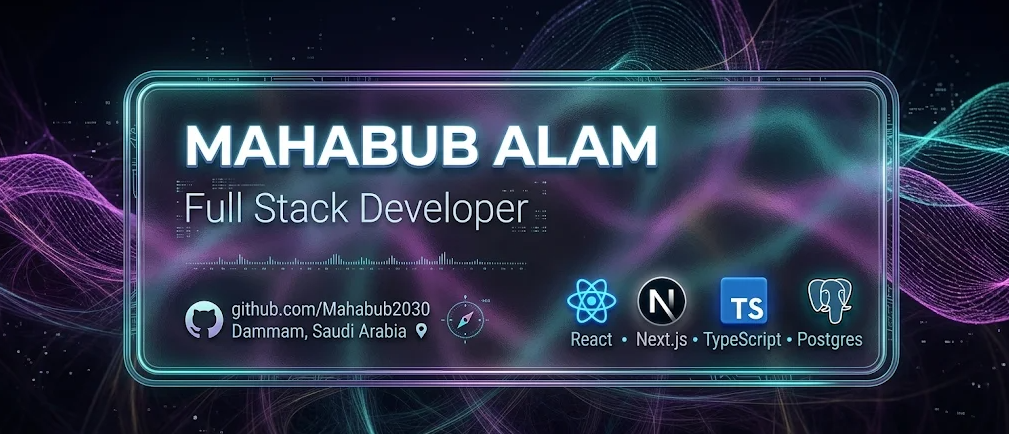 MAHABUB ALAM
Full Stack Developer
github.com/Mahabub2030
Dammam, Saudi Arabia
N
TS
React • Next.js • TypeScript • Postgres